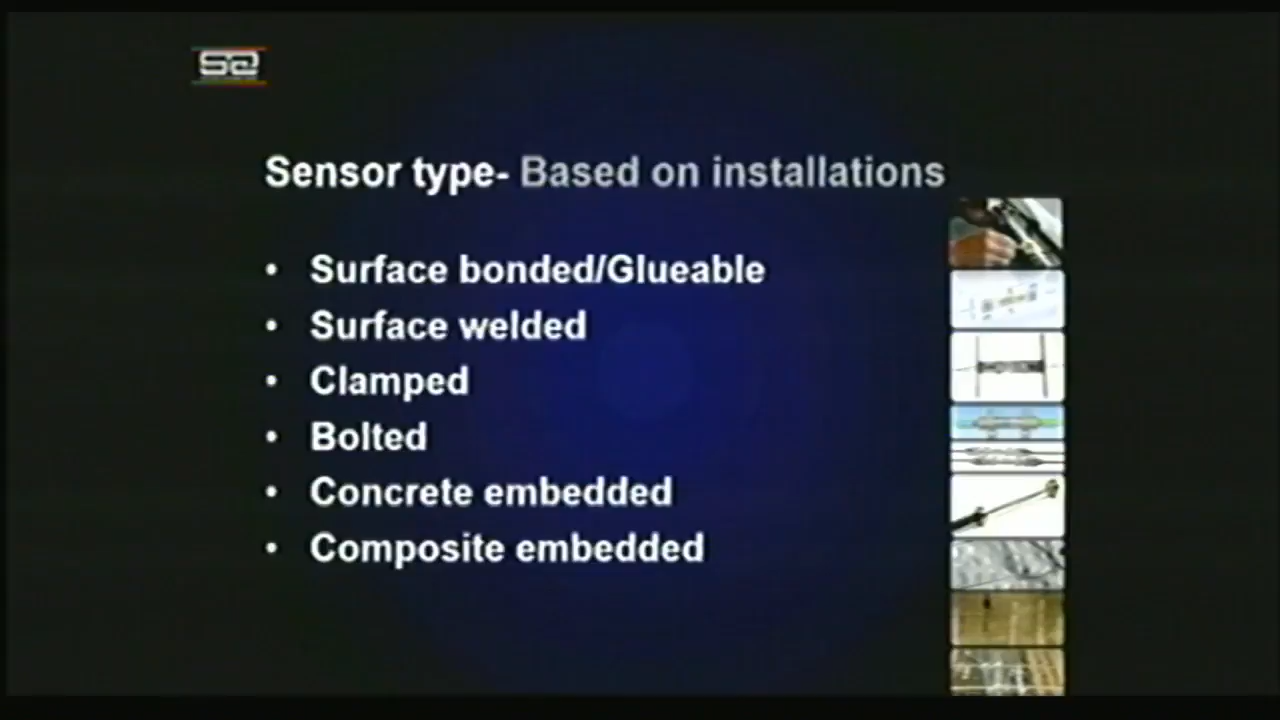 Sensor type- Based on installations
• Surface bonded/Glueable
• Surface welded
• Clamped
• Bolted
• Concrete embedded
• Composite embedded